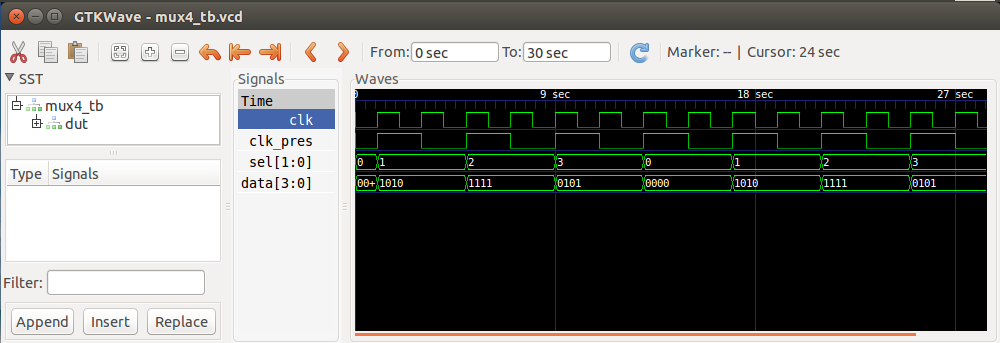 GTKWave - mux4_tb.vcd
From: 0 sec To: 30 sec Marker: -- | Cursor: 24 sec
SST
mux4_tb
dut
Type Signals
Filter:
Append Insert Replace
Signals
Time
clk
clk_pres
sel[1:0]
data[3:0]
Waves
0 9 sec 18 sec 27 sec
0 1 2 3 0 1 2 3
00+ 1010 1111 0101 0000 1010 1111 0101